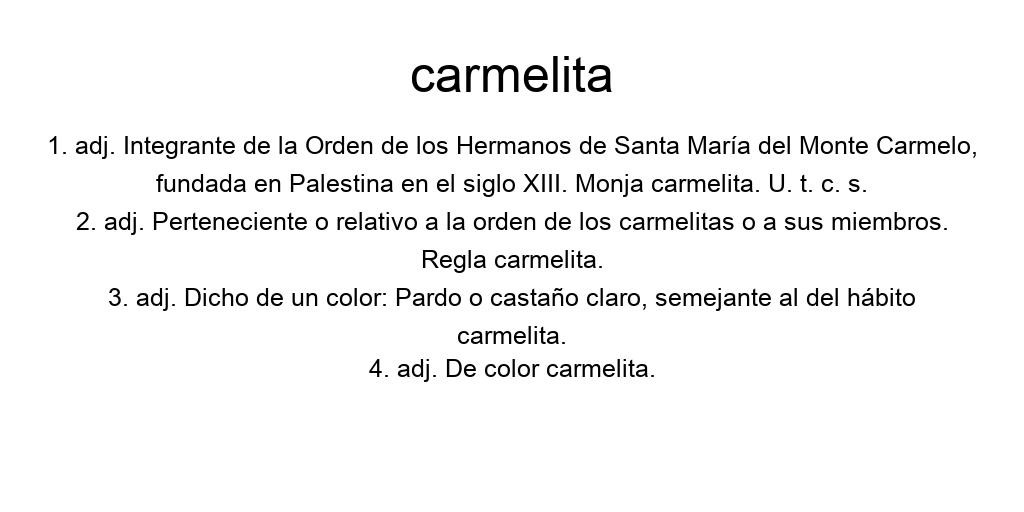 carmelita
1. adj. Integrante de la Orden de los Hermanos de Santa María del Monte Carmelo,
fundada en Palestina en el siglo XIII. Monja carmelita. U. t. c. s.
2. adj. Perteneciente o relativo a la orden de los carmelitas o a sus miembros.
Regla carmelita.
3. adj. Dicho de un color: Pardo o castaño claro, semejante al del hábito
carmelita.
4. adj. De color carmelita.